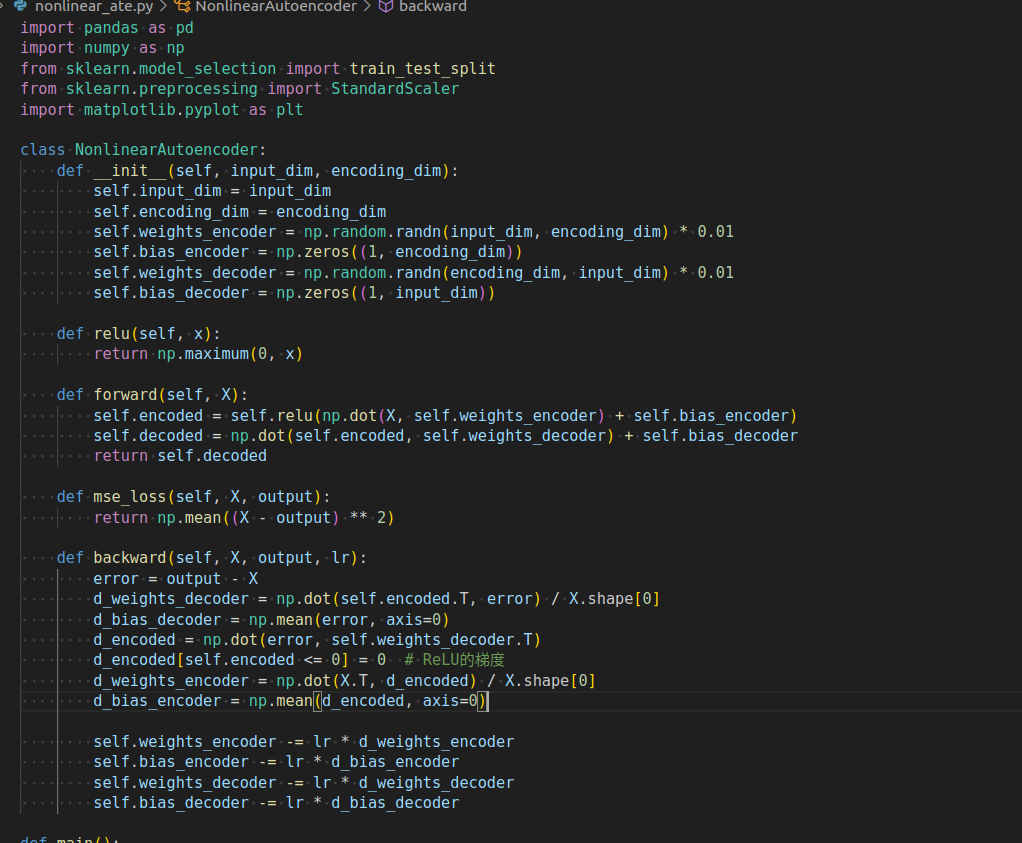 nonlinear_ate.py > NonlinearAutoencoder > backward
import pandas as pd
import numpy as np
from sklearn.model_selection import train_test_split
from sklearn.preprocessing import StandardScaler
import matplotlib.pyplot as plt
class NonlinearAutoencoder:
    def __init__(self, input_dim, encoding_dim):
        self.input_dim = input_dim
        self.encoding_dim = encoding_dim
        self.weights_encoder = np.random.randn(input_dim, encoding_dim) * 0.01
        self.bias_encoder = np.zeros((1, encoding_dim))
        self.weights_decoder = np.random.randn(encoding_dim, input_dim) * 0.01
        self.bias_decoder = np.zeros((1, input_dim))
    def relu(self, x):
        return np.maximum(0, x)
    def forward(self, X):
        self.encoded = self.relu(np.dot(X, self.weights_encoder) + self.bias_encoder)
        self.decoded = np.dot(self.encoded, self.weights_decoder) + self.bias_decoder
        return self.decoded
    def mse_loss(self, X, output):
        return np.mean((X - output) ** 2)
    def backward(self, X, output, lr):
        error = output - X
        d_weights_decoder = np.dot(self.encoded.T, error) / X.shape[0]
        d_bias_decoder = np.mean(error, axis=0)
        d_encoded = np.dot(error, self.weights_decoder.T)
        d_encoded[self.encoded <= 0] = 0  # ReLU的梯度
        d_weights_encoder = np.dot(X.T, d_encoded) / X.shape[0]
        d_bias_encoder = np.mean(d_encoded, axis=0)
        self.weights_encoder -= lr * d_weights_encoder
        self.bias_encoder -= lr * d_bias_encoder
        self.weights_decoder -= lr * d_weights_decoder
        self.bias_decoder -= lr * d_bias_decoder
def main():